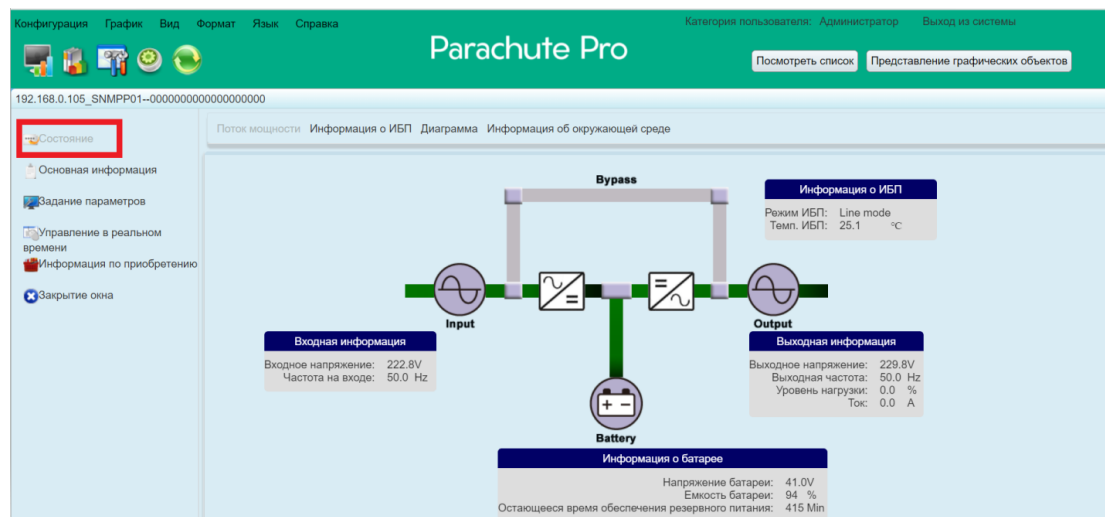 Конфигурация График Вид Формат Язык Справка
Категория пользователя: Администратор Выход из системы
Parachute Pro
Посмотреть список Представление графических объектов
192.168.0.105_SNMPP01--0000000000000000000
Состояние
Основная информация
Задание параметров
Управление в реальном
времени
Информация по приобретению
Закрытие окна
Поток мощности Информация о ИБП Диаграмма Информация об окружающей среде
Bypass
Информация о ИБП
Режим ИБП: Line mode
Темп. ИБП: 25.1 °C
Input
Output
Входная информация
Входное напряжение: 222.8V
Частота на входе: 50.0 Hz
Выходная информация
Выходное напряжение: 229.8V
Выходная частота: 50.0 Hz
Уровень нагрузки: 0.0 %
Ток: 0.0 A
Battery
Информация о батарее
Напряжение батареи: 41.0V
Емкость батареи: 94 %
Остающееся время обеспечения резервного питания: 415 Min